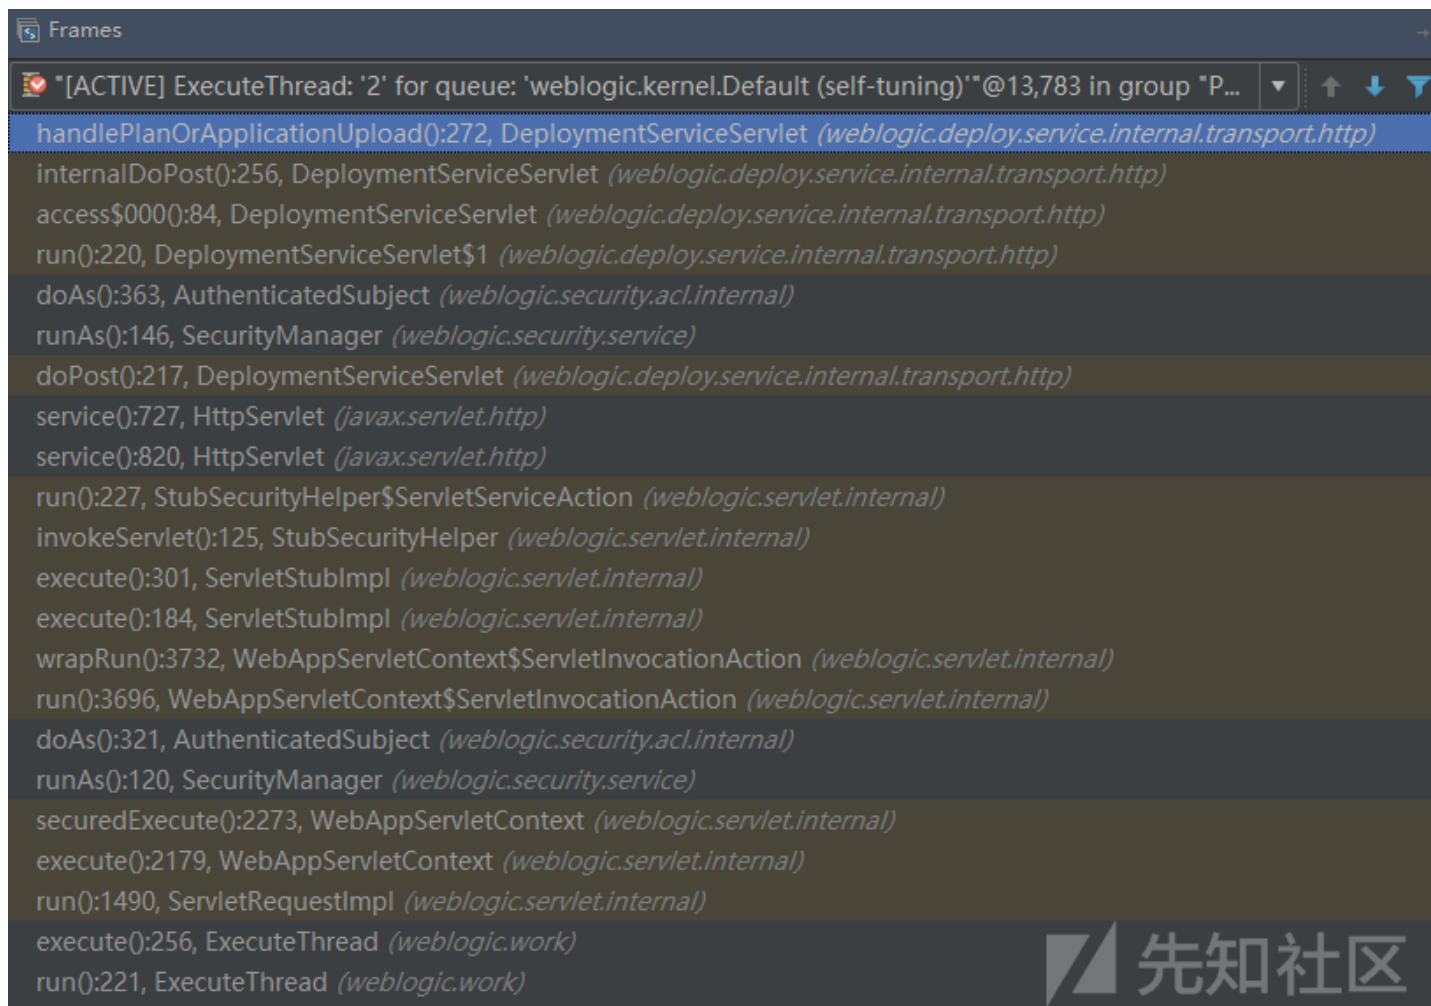 Frames
"[ACTIVE] ExecuteThread: '2' for queue: 'weblogic.kernel.Default (self-tuning)'"@13,783 in group "P...
handlePlanOrApplicationUpload():272, DeploymentServiceServlet (weblogic.deploy.service.internal.transport.http)
internalDoPost():256, DeploymentServiceServlet (weblogic.deploy.service.internal.transport.http)
access$000():84, DeploymentServiceServlet (weblogic.deploy.service.internal.transport.http)
run():220, DeploymentServiceServlet$1 (weblogic.deploy.service.internal.transport.http)
doAs():363, AuthenticatedSubject (weblogic.security.acl.internal)
runAs():146, SecurityManager (weblogic.security.service)
doPost():217, DeploymentServiceServlet (weblogic.deploy.service.internal.transport.http)
service():727, HttpServlet (javax.servlet.http)
service():820, HttpServlet (javax.servlet.http)
run():227, StubSecurityHelper$ServletServiceAction (weblogic.servlet.internal)
invokeServlet():125, StubSecurityHelper (weblogic.servlet.internal)
execute():301, ServletStubImpl (weblogic.servlet.internal)
execute():184, ServletStubImpl (weblogic.servlet.internal)
wrapRun():3732, WebAppServletContext$ServletInvocationAction (weblogic.servlet.internal)
run():3696, WebAppServletContext$ServletInvocationAction (weblogic.servlet.internal)
doAs():321, AuthenticatedSubject (weblogic.security.acl.internal)
runAs():120, SecurityManager (weblogic.security.service)
securedExecute():2273, WebAppServletContext (weblogic.servlet.internal)
execute():2179, WebAppServletContext (weblogic.servlet.internal)
run():1490, ServletRequestImpl (weblogic.servlet.internal)
execute():256, ExecuteThread (weblogic.work)
run():221, ExecuteThread (weblogic.work)
先知社区